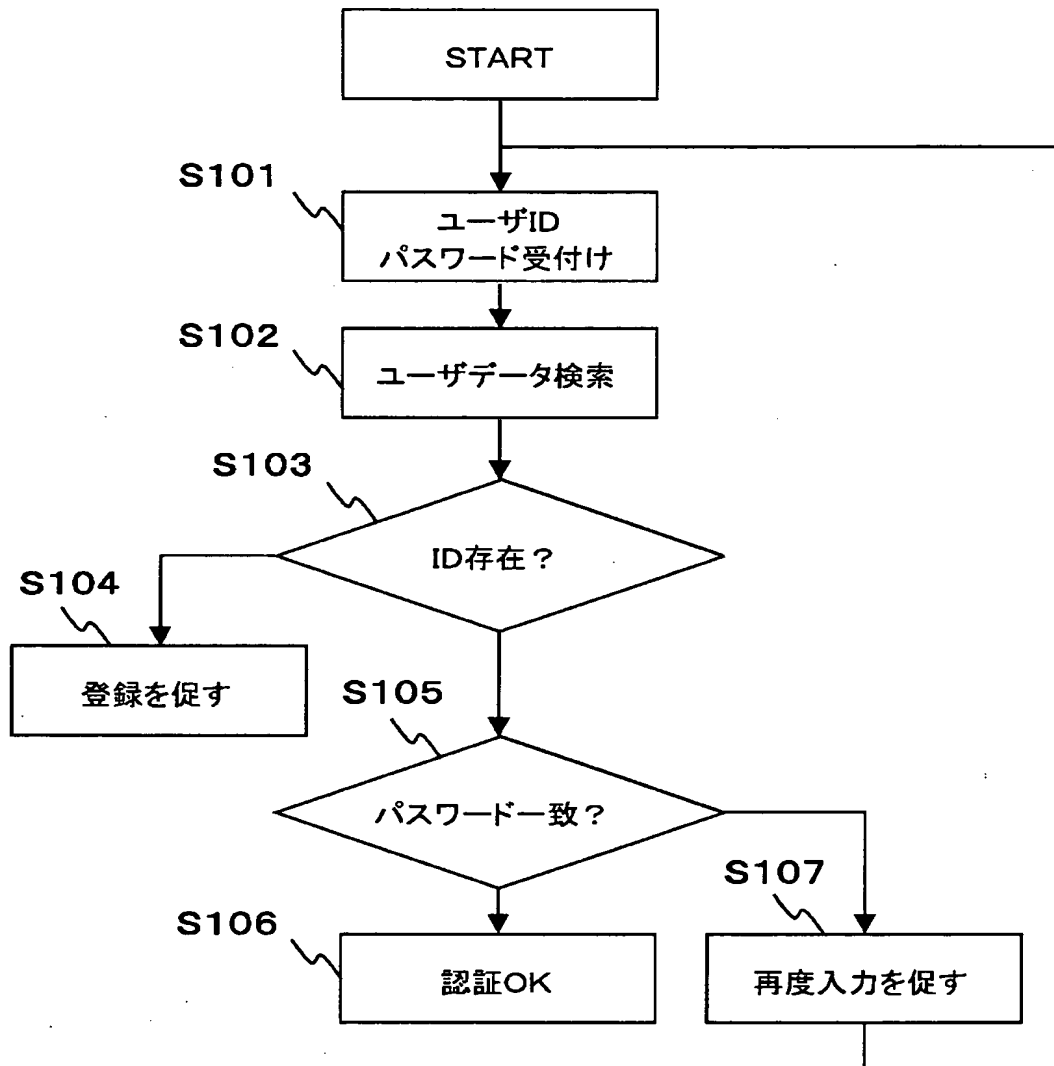 START
S101
ユーザID
パスワード受付け
S102
ユーザデータ検索
S103
ID存在?
S104
登録を促す
S105
パスワード一致?
S107
S106
認証OK
再度入力を促す